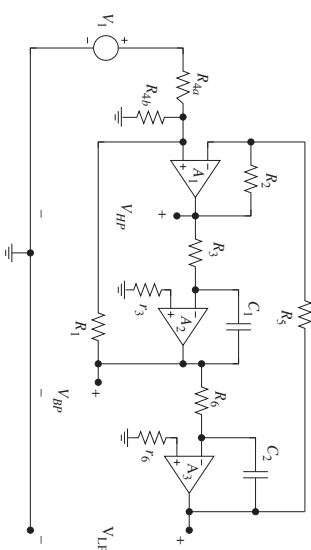 V1
+
−
R4a
R4b
−
+
A1
R2
R5
VHP
+
−
R3
C1
−
+
A2
r3
R1
+
VBP
−
R6
C2
−
+
A3
r6
+
VLP
−